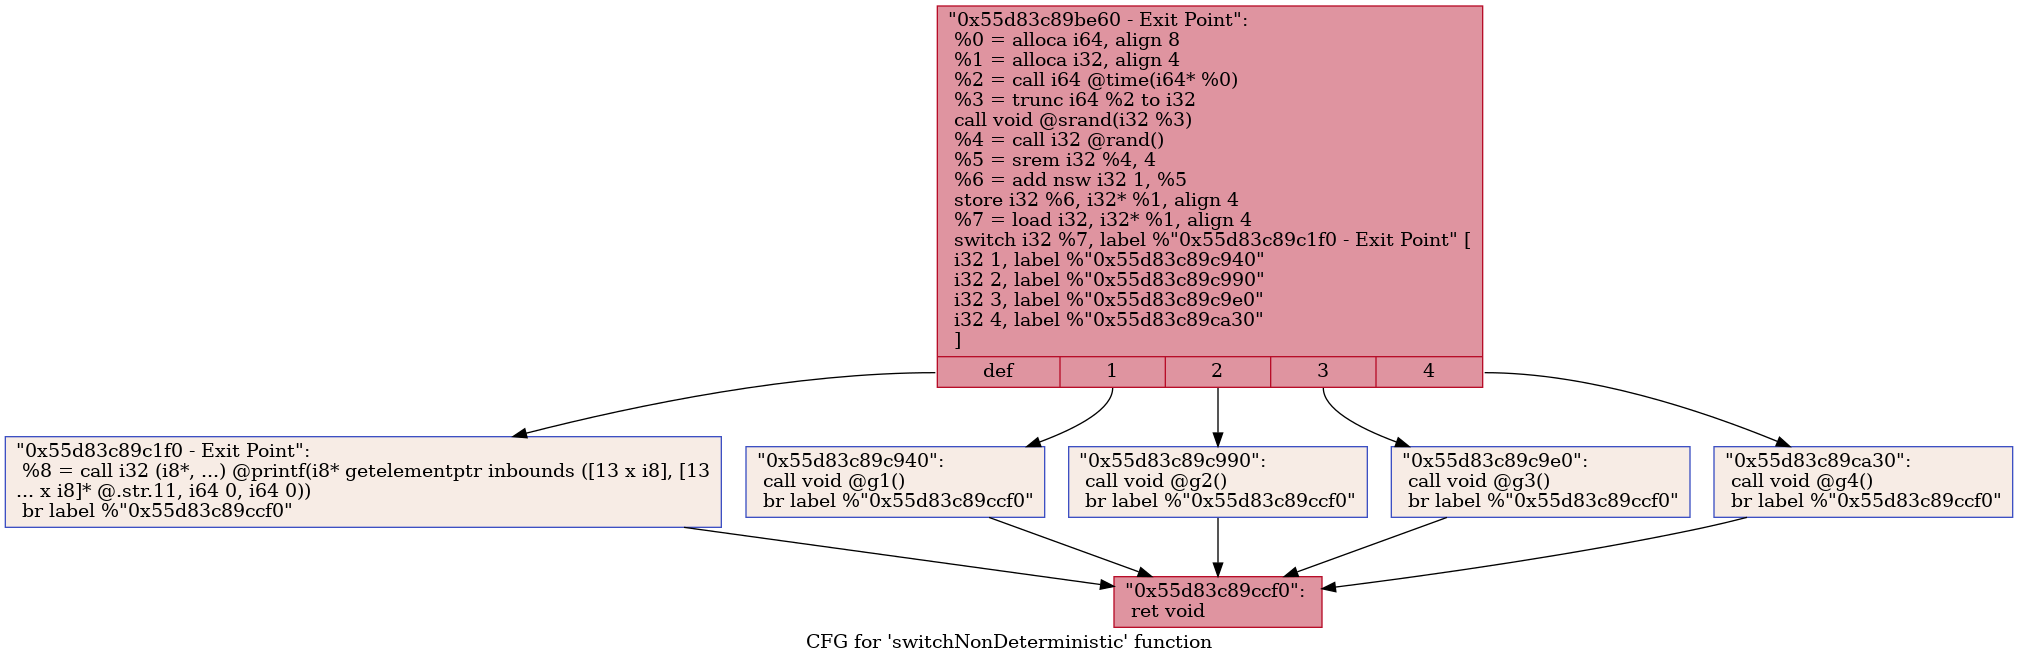 "0x55d83c89be60 - Exit Point":
%0 = alloca i64, align 8
%1 = alloca i32, align 4
%2 = call i64 @time(i64* %0)
%3 = trunc i64 %2 to i32
call void @srand(i32 %3)
%4 = call i32 @rand()
%5 = srem i32 %4, 4
%6 = add nsw i32 1, %5
store i32 %6, i32* %1, align 4
%7 = load i32, i32* %1, align 4
switch i32 %7, label %"0x55d83c89c1f0 - Exit Point" [
i32 1, label %"0x55d83c89c940"
i32 2, label %"0x55d83c89c990"
i32 3, label %"0x55d83c89c9e0"
i32 4, label %"0x55d83c89ca30"
]
def 1 2 3 4
"0x55d83c89c1f0 - Exit Point":
%8 = call i32 (i8*, ...) @printf(i8* getelementptr inbounds ([13 x i8], [13
... x i8]* @.str.11, i64 0, i64 0))
br label %"0x55d83c89ccf0"
"0x55d83c89c940":
call void @g1()
br label %"0x55d83c89ccf0"
"0x55d83c89c990":
call void @g2()
br label %"0x55d83c89ccf0"
"0x55d83c89c9e0":
call void @g3()
br label %"0x55d83c89ccf0"
"0x55d83c89ca30":
call void @g4()
br label %"0x55d83c89ccf0"
"0x55d83c89ccf0":
ret void
CFG for 'switchNonDeterministic' function